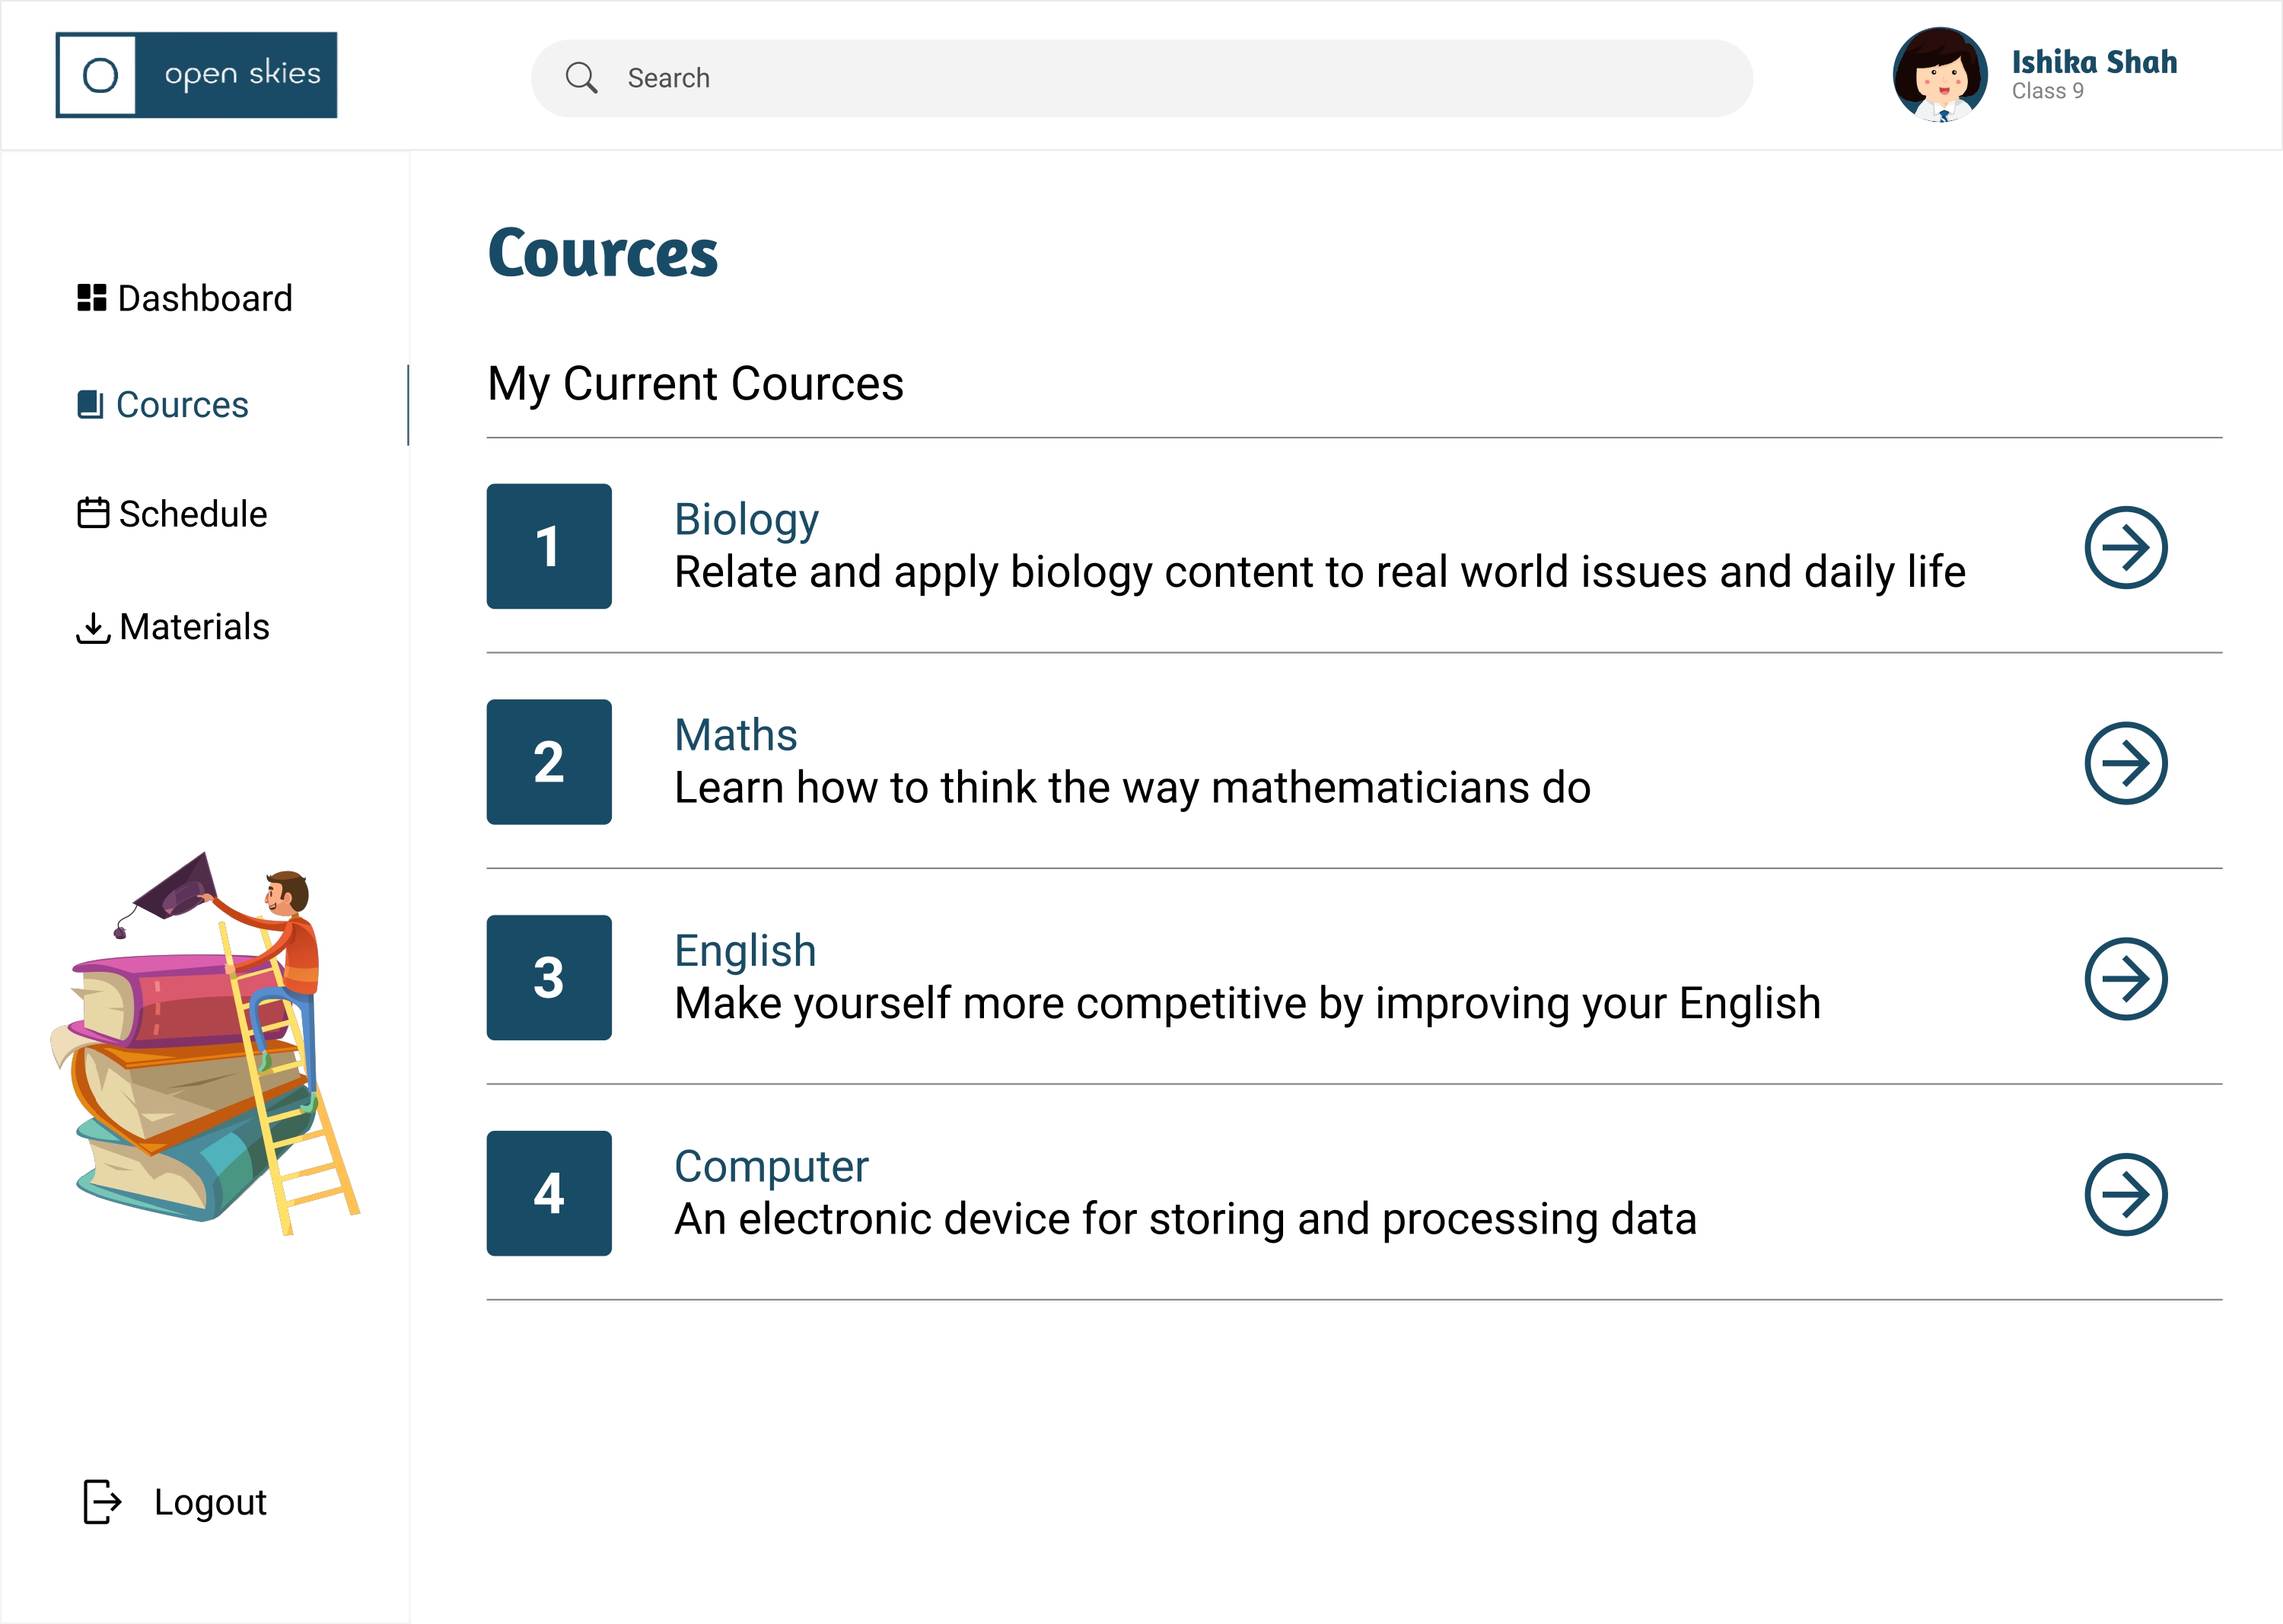 O open skies
Search
Ishika Shah
Class 9
Dashboard
Cources
Schedule
Materials
Logout
Cources
My Current Cources
1
Biology
Relate and apply biology content to real world issues and daily life
2
Maths
Learn how to think the way mathematicians do
3
English
Make yourself more competitive by improving your English
4
Computer
An electronic device for storing and processing data